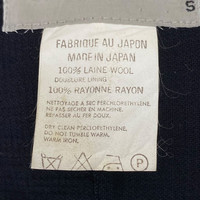 S
FABRIQUE AU JAPON
MADE IN JAPAN
100% LAINE WOOL
DOUBLURE LINING
100% RAYONNE RAYON
NETTOYAGE A SEC PERCHLORETHYLENE.
NE PAS SECHER EN MACHINE.
REPASSER AU FER DOUX.
DRY CLEAN PERCHLORETHYLENE.
DO NOT TUMBLE WARM.
WARM IRON.
P